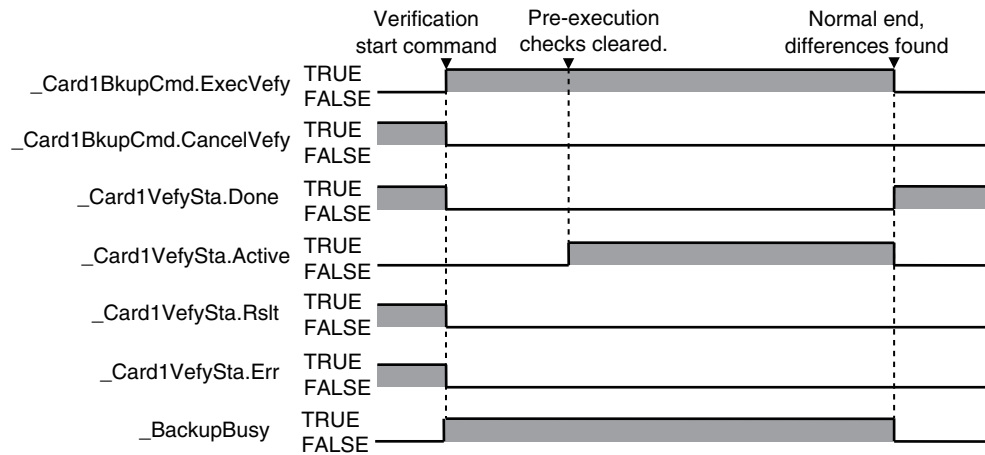 Verification
start command
Pre-execution
checks cleared.
Normal end,
differences found
_Card1BkupCmd.ExecVefy
TRUE
FALSE
_Card1BkupCmd.CancelVefy
TRUE
FALSE
_Card1VefySta.Done
TRUE
FALSE
_Card1VefySta.Active
TRUE
FALSE
_Card1VefySta.Rslt
TRUE
FALSE
_Card1VefySta.Err
TRUE
FALSE
_BackupBusy
TRUE
FALSE